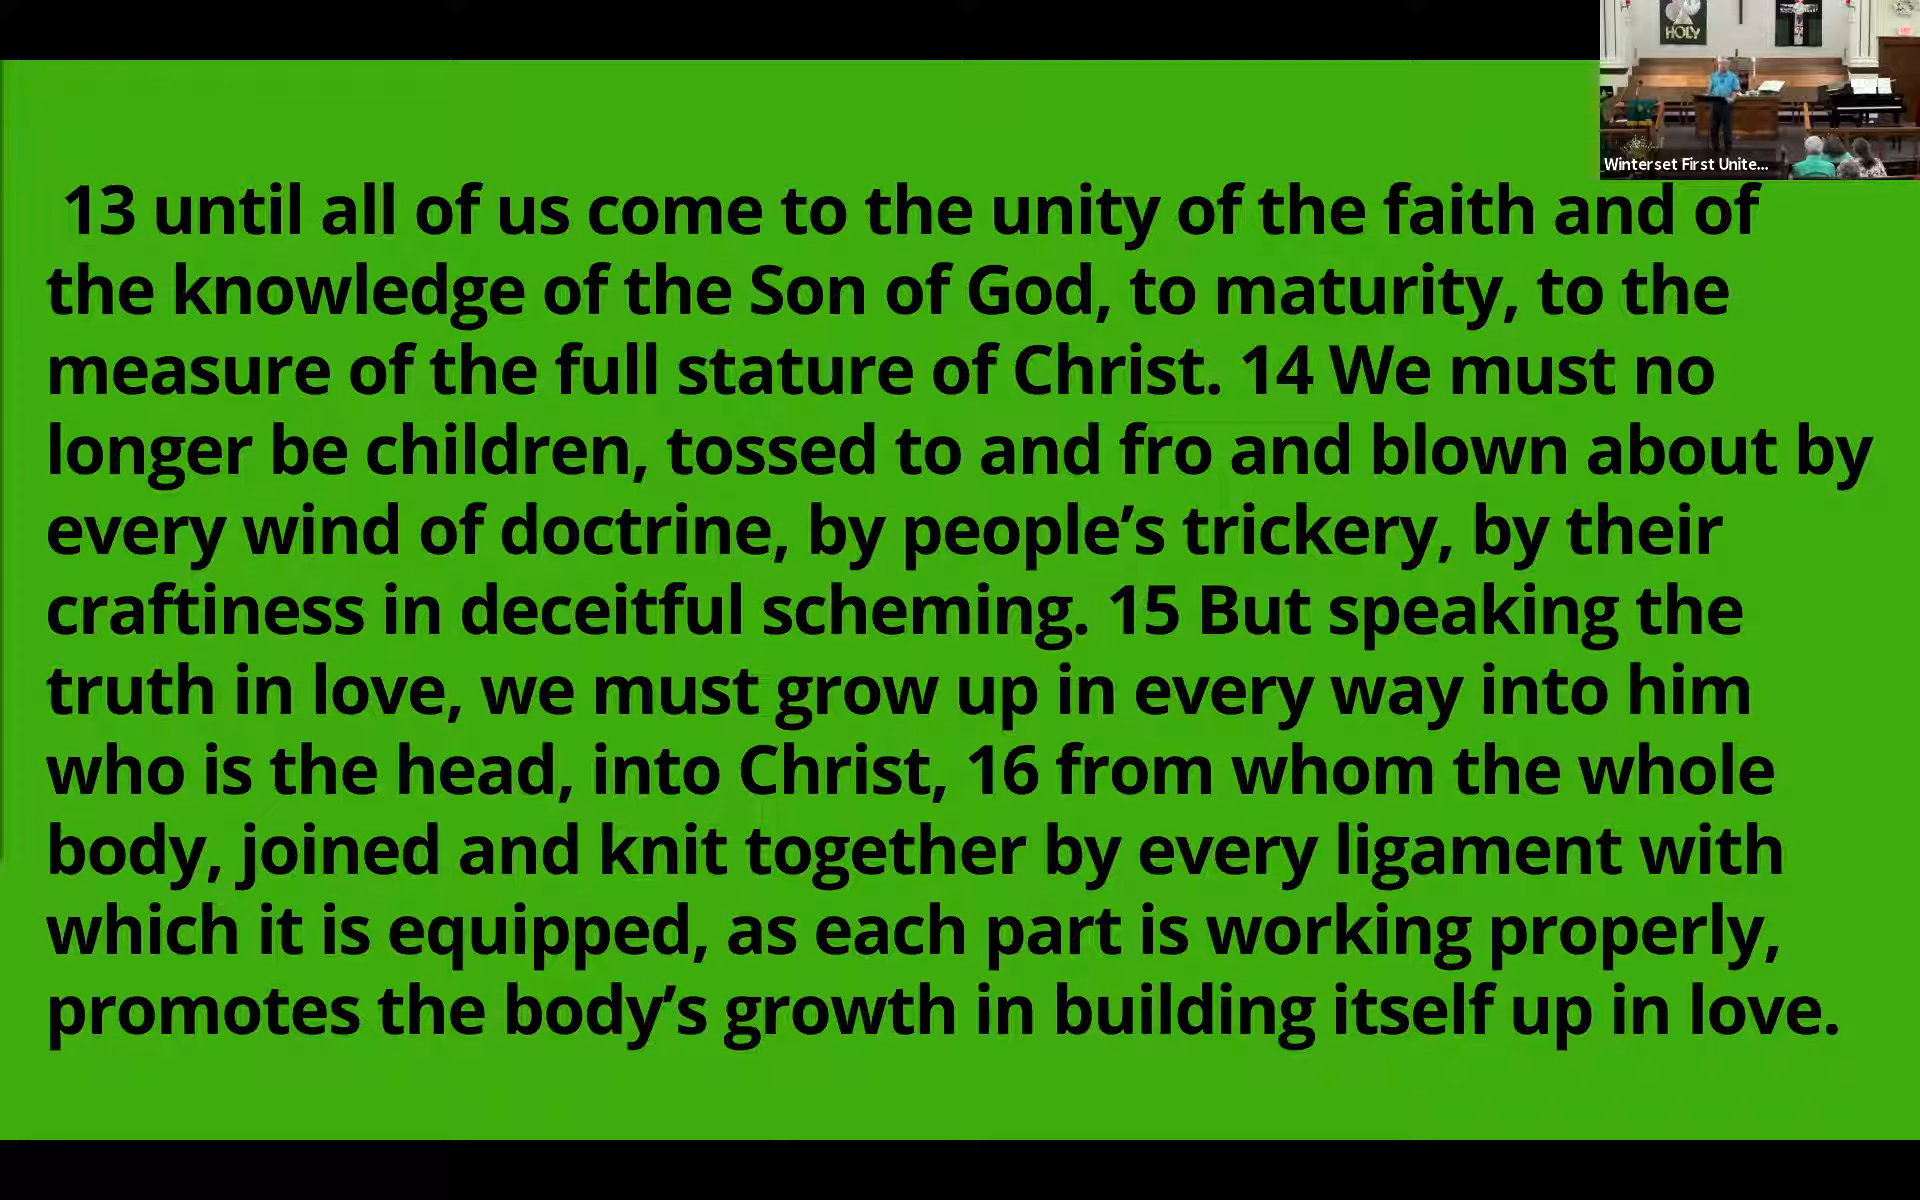 HOLY
Winterset First Unite...
13 until all of us come to the unity of the faith and of
the knowledge of the Son of God, to maturity, to the
measure of the full stature of Christ. 14 We must no
longer be children, tossed to and fro and blown about by
every wind of doctrine, by people’s trickery, by their
craftiness in deceitful scheming. 15 But speaking the
truth in love, we must grow up in every way into him
who is the head, into Christ, 16 from whom the whole
body, joined and knit together by every ligament with
which it is equipped, as each part is working properly,
promotes the body’s growth in building itself up in love.